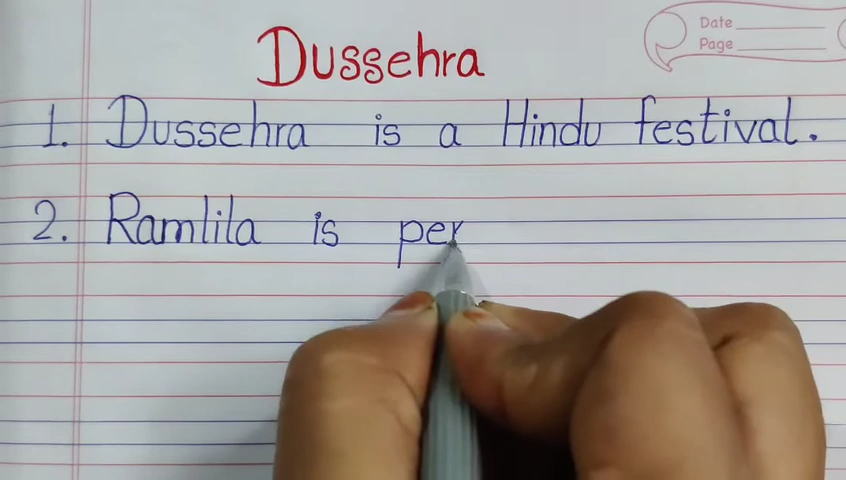 Date
Page
Dussehra
1. Dussehra is a Hindu festival.
2. Ramlila is per